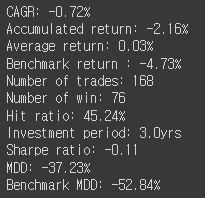 CAGR: -0.72%
Accumulated return: -2.16%
Average return: 0.03%
Benchmark return : -4.73%
Number of trades: 168
Number of win: 76
Hit ratio: 45.24%
Investment period: 3.0yrs
Sharpe ratio: -0.11
MDD: -37.23%
Benchmark MDD: -52.84%